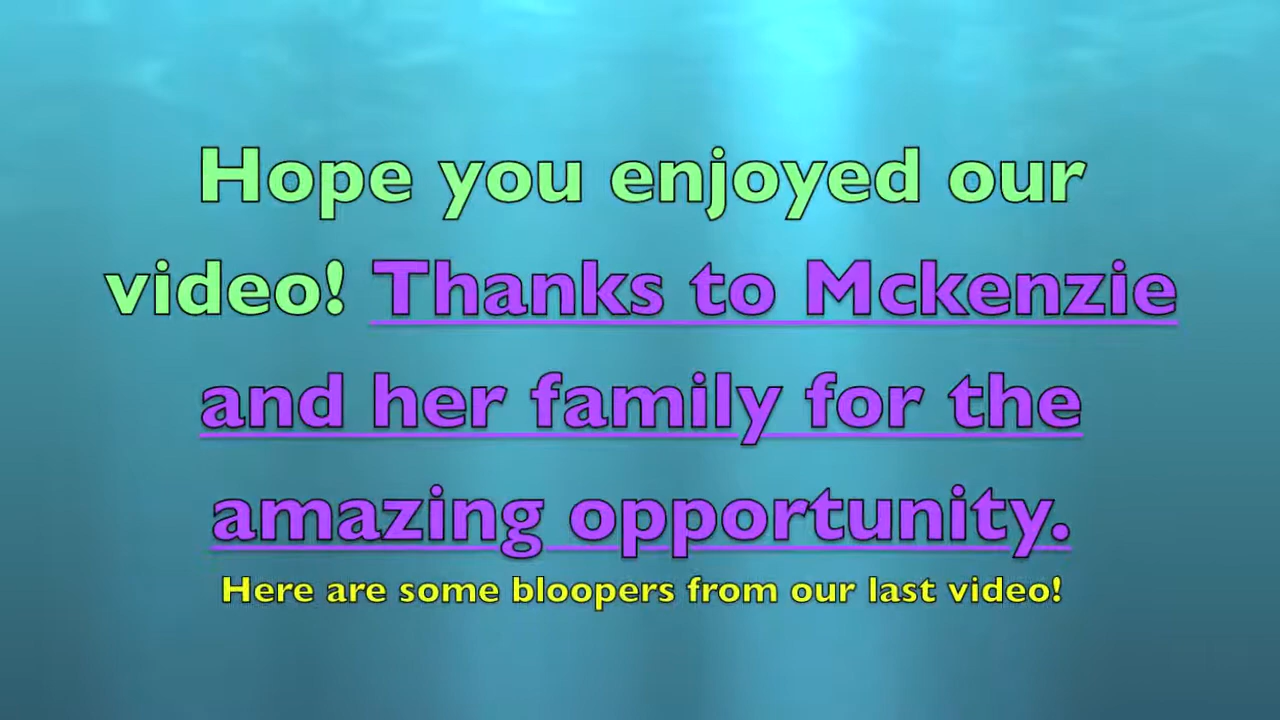 Hope you enjoyed our
video! Thanks to Mckenzie
and her family for the
amazing opportunity.
Here are some bloopers from our last video!